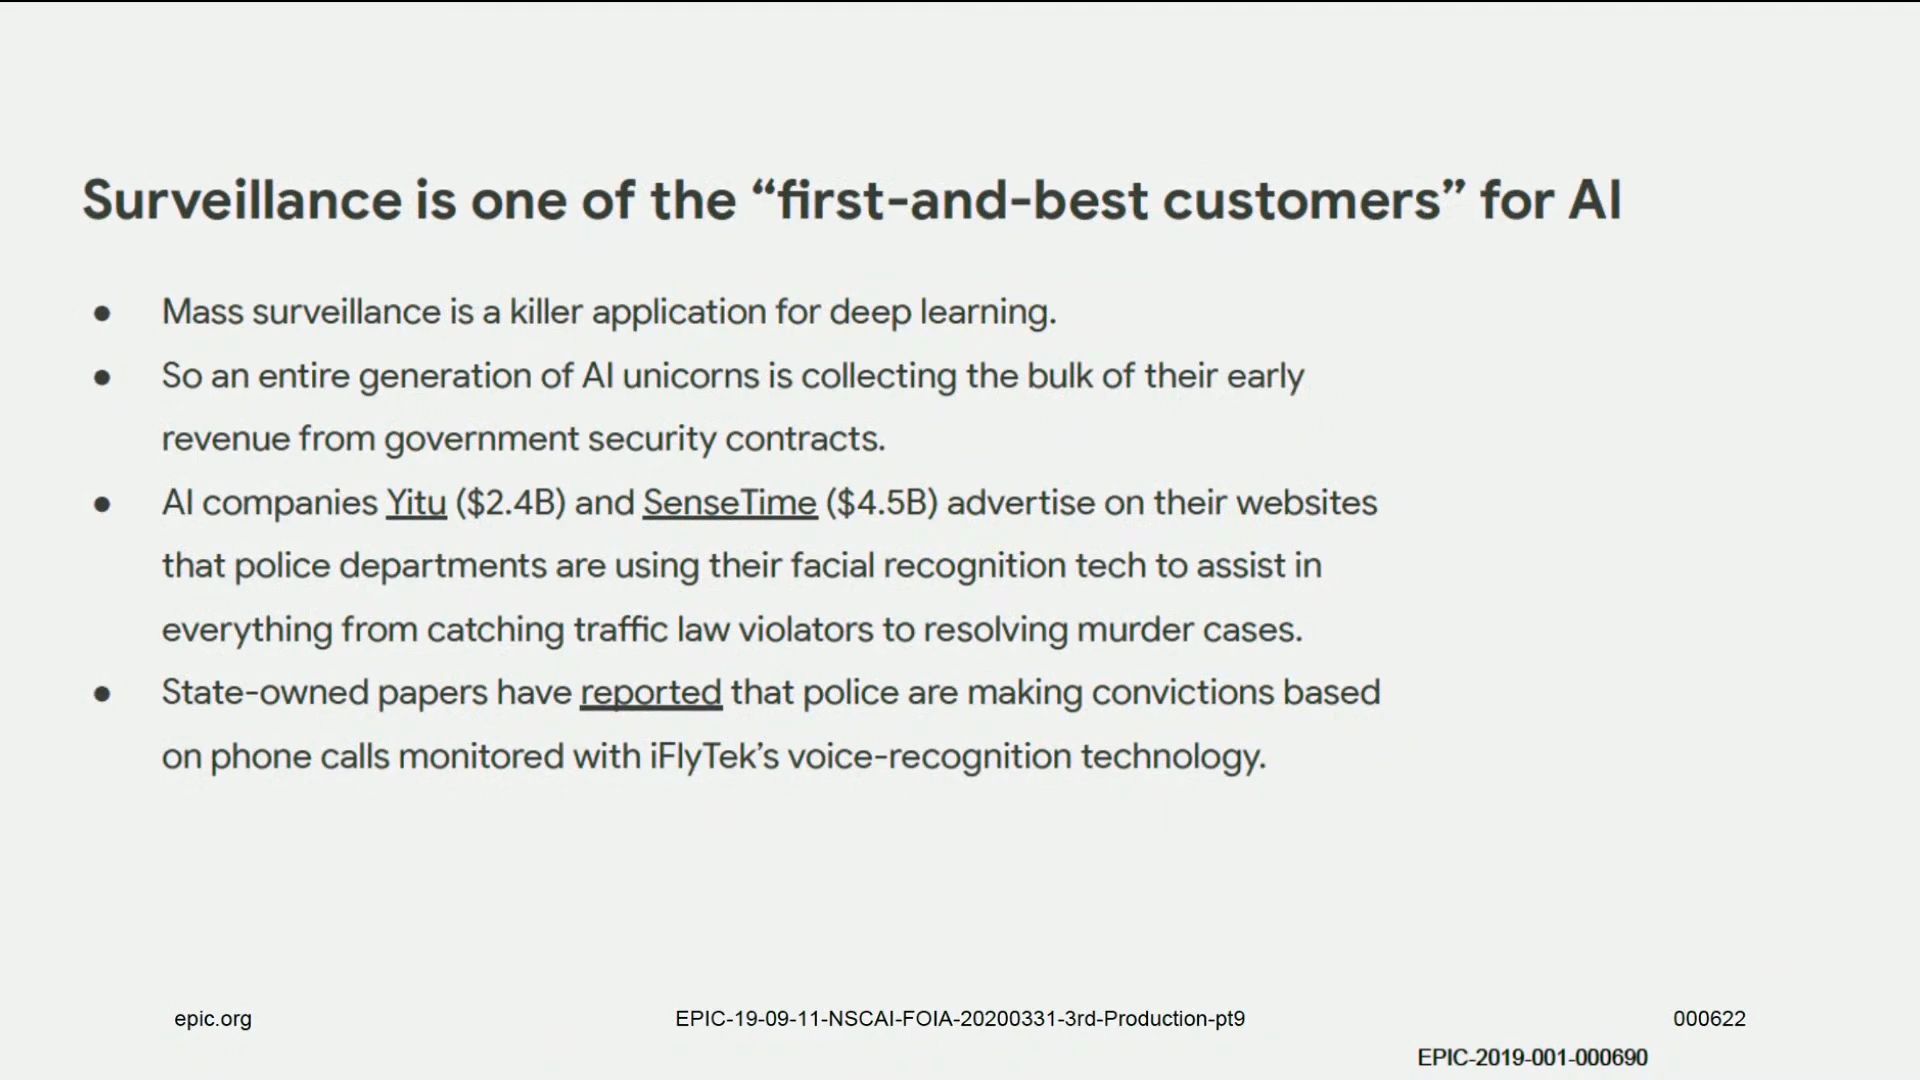 Surveillance is one of the “first-and-best customers” for AI
● Mass surveillance is a killer application for deep learning.
● So an entire generation of AI unicorns is collecting the bulk of their early
revenue from government security contracts.
● AI companies Yitu ($2.4B) and SenseTime ($4.5B) advertise on their websites
that police departments are using their facial recognition tech to assist in
everything from catching traffic law violators to resolving murder cases.
● State-owned papers have reported that police are making convictions based
on phone calls monitored with iFlyTek’s voice-recognition technology.
epic.org EPIC-19-09-11-NSCAI-FOIA-20200331-3rd-Production-pt9 000622
EPIC-2019-001-000690